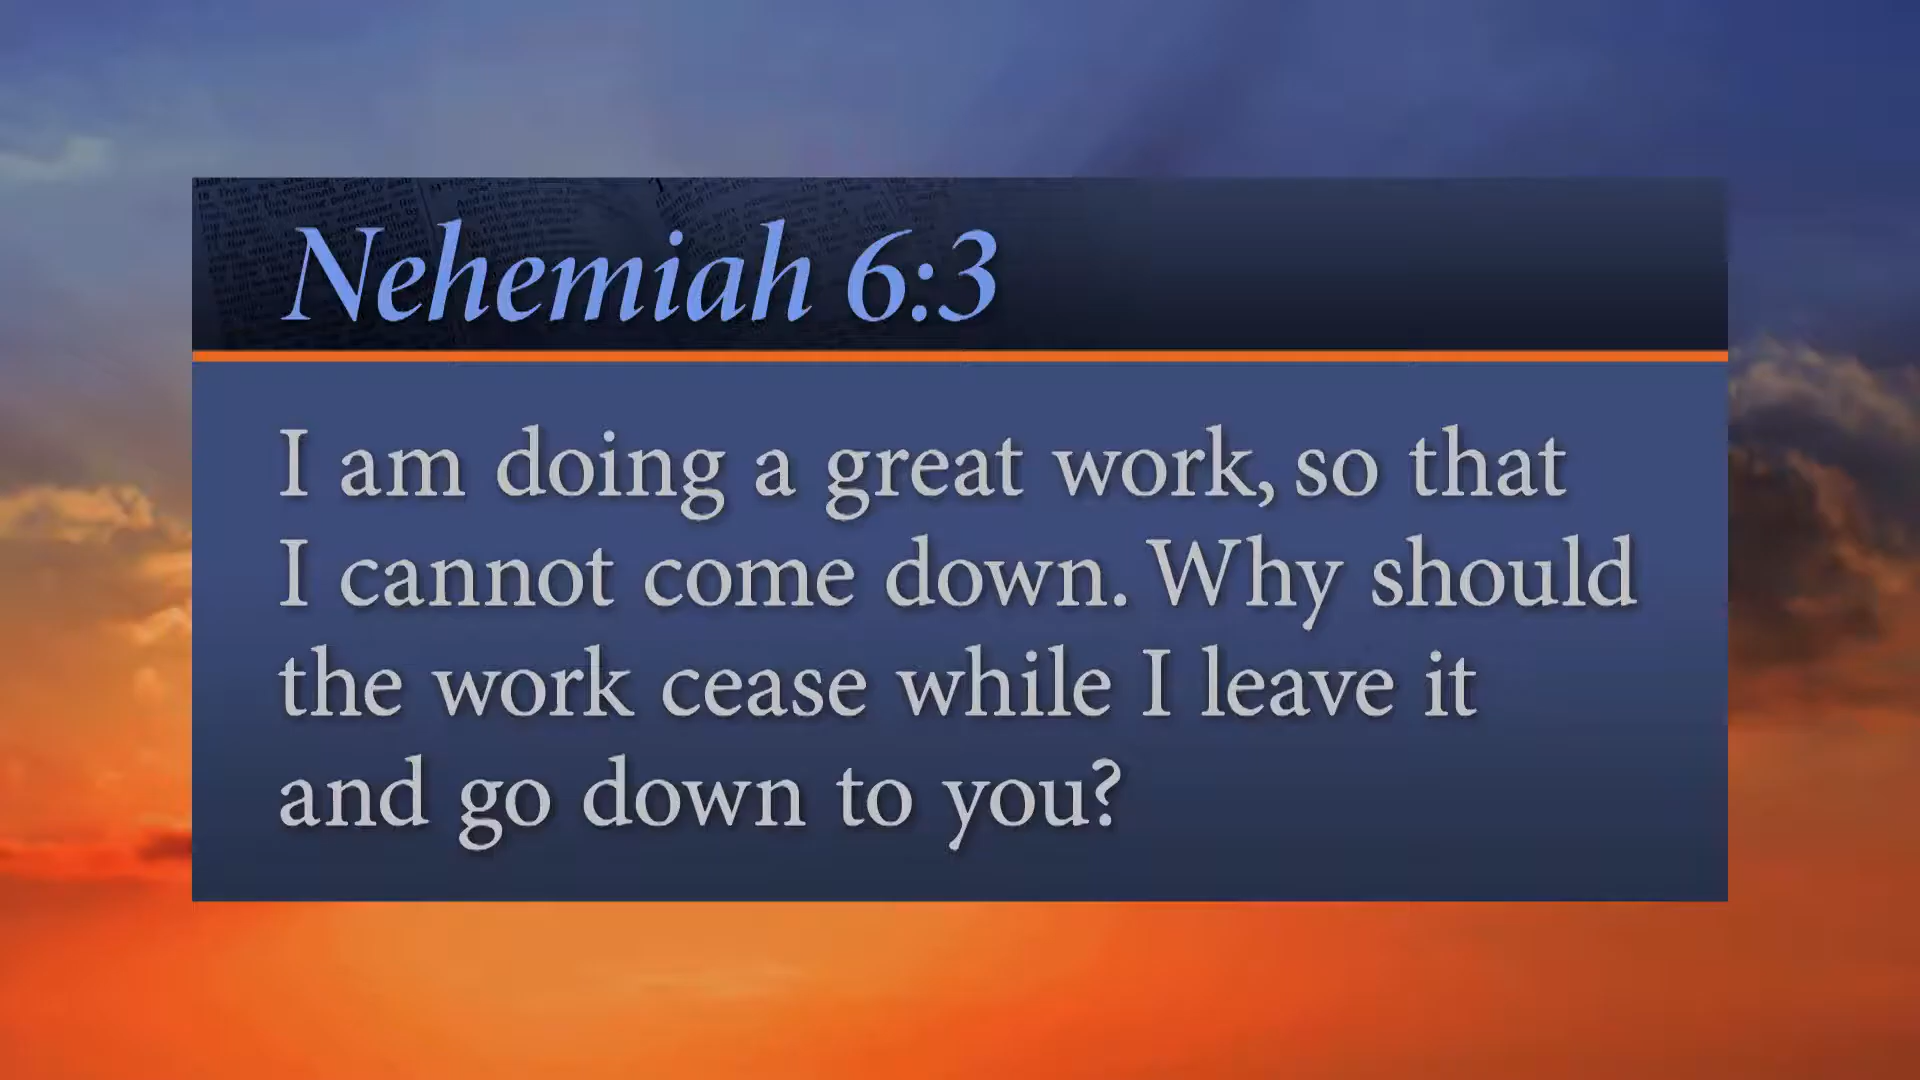 Nehemiah 6:3
I am doing a great work, so that
I cannot come down. Why should
the work cease while I leave it
and go down to you?